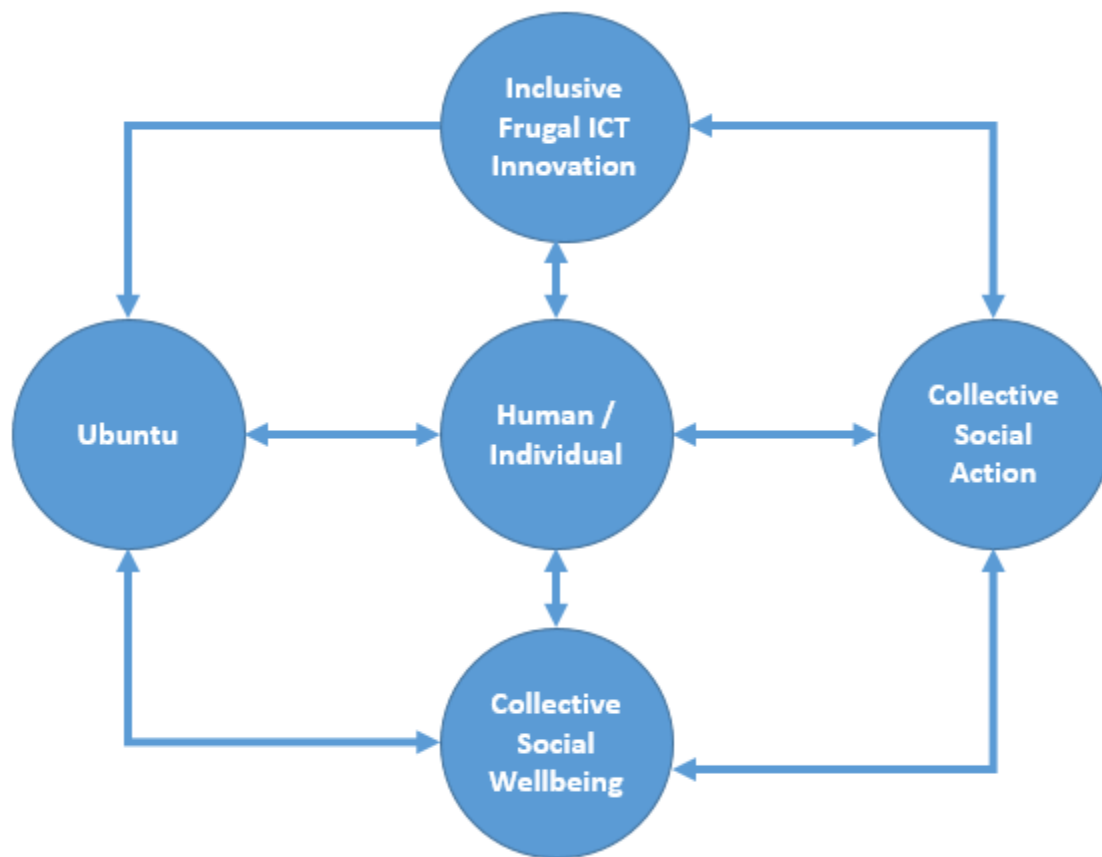 Inclusive
Frugal ICT
Innovation
Ubuntu
Human /
Individual
Collective
Social
Action
Collective
Social
Wellbeing